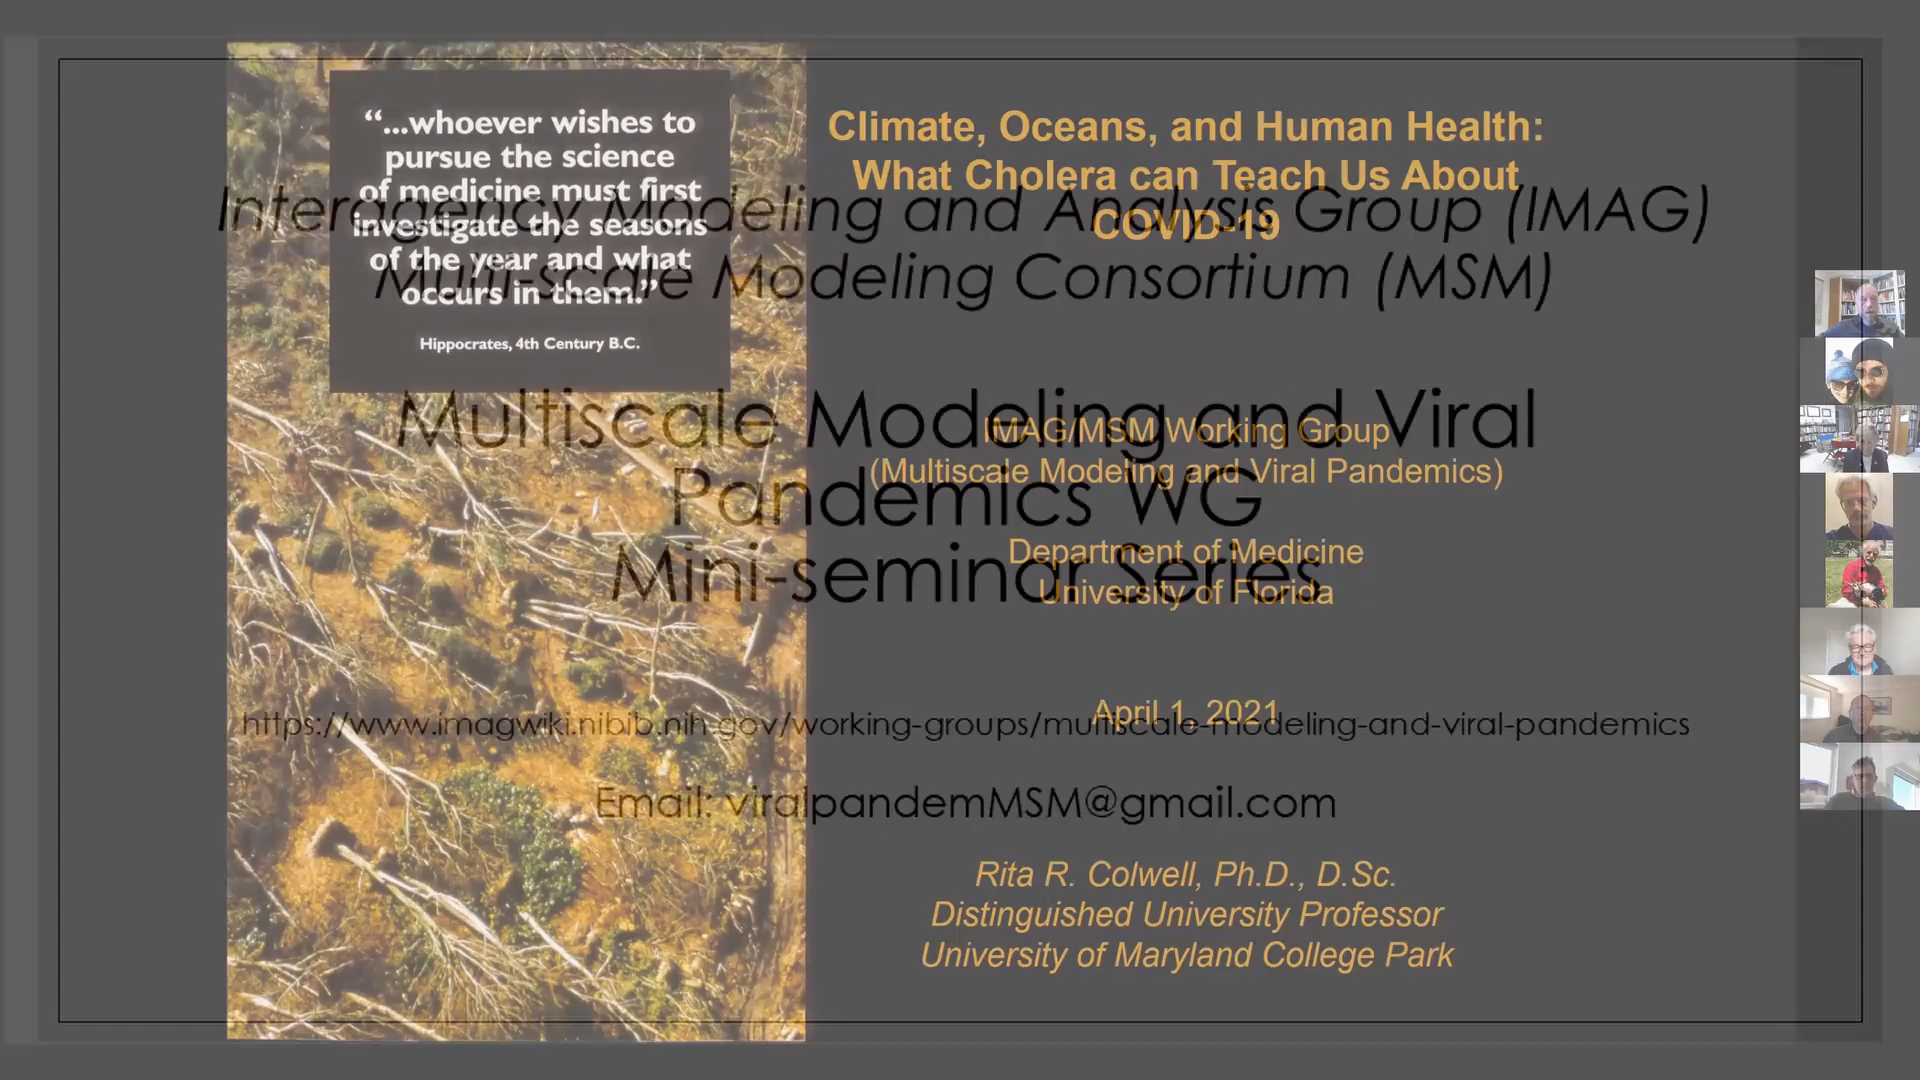 “...whoever wishes to
pursue the science
of medicine must first
investigate the seasons
of the year and what
occurs in them.”
Hippocrates, 4th Century B.C.
Climate, Oceans, and Human Health:
What Cholera can Teach Us About
COVID-19
IMAG/MSM Working Group
(Multiscale Modeling and Viral Pandemics)
Department of Medicine
University of Florida
April 1, 2021
Rita R. Colwell, Ph.D., D.Sc.
Distinguished University Professor
University of Maryland College Park
Interagency Modeling and Analysis Group (IMAG)
Multi-scale Modeling Consortium (MSM)
Multiscale Modeling and Viral
Pandemics WG
Mini-seminar Series
https://www.imagwiki.nibib.nih.gov/working-groups/multiscale-modeling-and-viral-pandemics
Email: viralpandemMSM@gmail.com